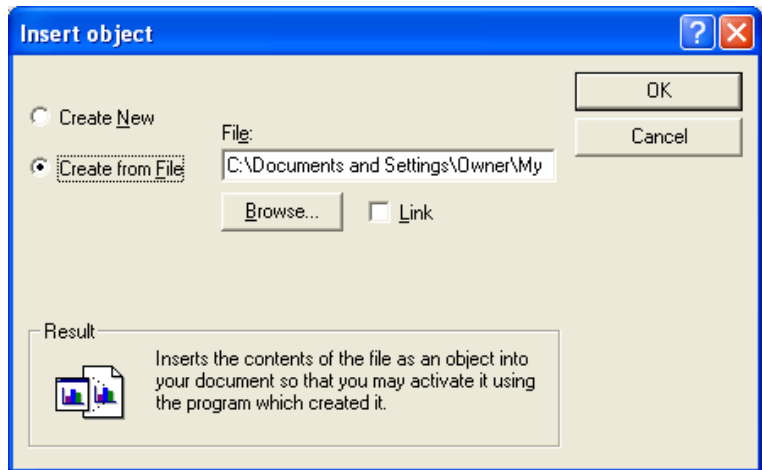 Insert object
Create New
Create from File
File:
C:\Documents and Settings\Owner\My
Browse...
Link
OK
Cancel
Result
Inserts the contents of the file as an object into
your document so that you may activate it using
the program which created it.